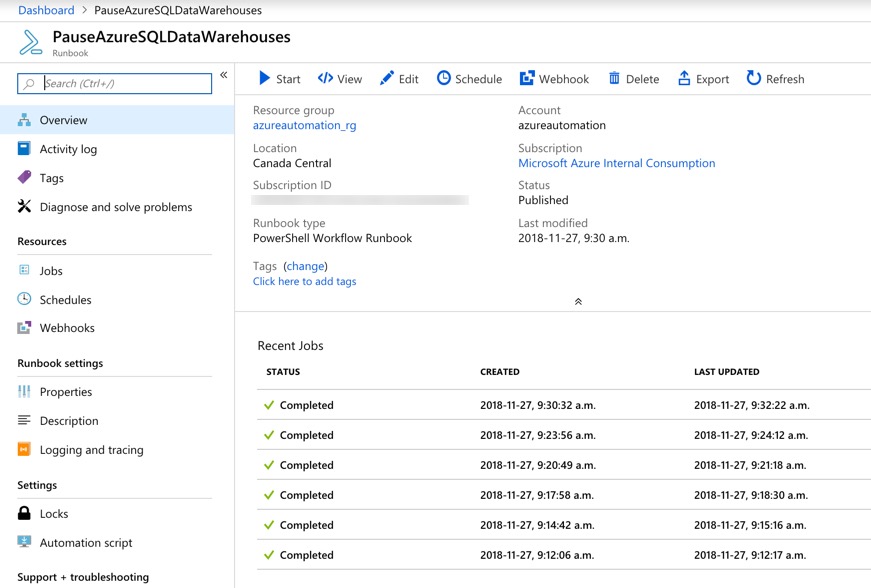 Dashboard > PauseAzureSQLDataWarehouses
PauseAzureSQLDataWarehouses
Runbook
Search (Ctrl+/)
«
Overview
Activity log
Tags
Diagnose and solve problems
Resources
Jobs
Schedules
Webhooks
Runbook settings
Properties
Description
Logging and tracing
Settings
Locks
Automation script
Support + troubleshooting
Start View Edit Schedule Webhook Delete Export Refresh
Resource group
azureautomation_rg
Location
Canada Central
Subscription ID
Runbook type
PowerShell Workflow Runbook
Account
azureautomation
Subscription
Microsoft Azure Internal Consumption
Status
Published
Last modified
2018-11-27, 9:30 a.m.
Tags (change)
Click here to add tags
Recent Jobs
STATUS CREATED LAST UPDATED
Completed 2018-11-27, 9:30:32 a.m. 2018-11-27, 9:32:22 a.m.
Completed 2018-11-27, 9:23:56 a.m. 2018-11-27, 9:24:12 a.m.
Completed 2018-11-27, 9:20:49 a.m. 2018-11-27, 9:21:18 a.m.
Completed 2018-11-27, 9:17:58 a.m. 2018-11-27, 9:18:30 a.m.
Completed 2018-11-27, 9:14:42 a.m. 2018-11-27, 9:15:16 a.m.
Completed 2018-11-27, 9:12:06 a.m. 2018-11-27, 9:12:17 a.m.